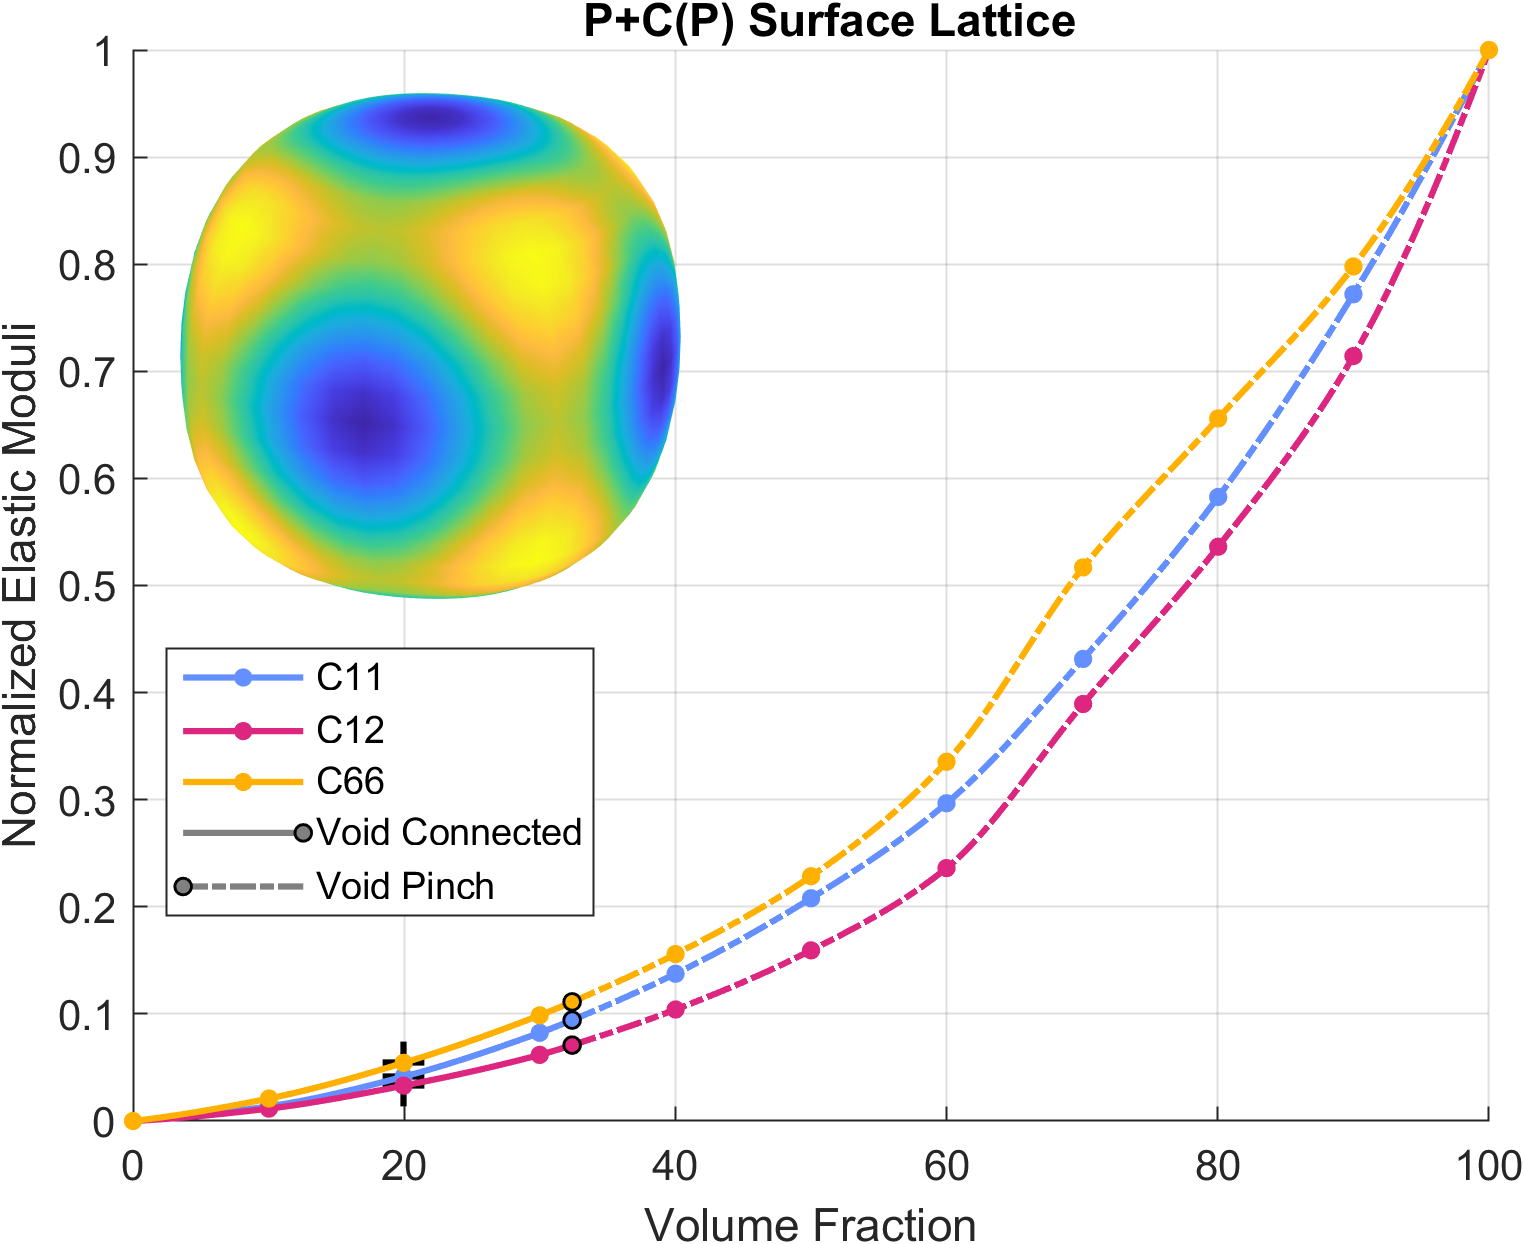 P+C(P) Surface Lattice
Normalized Elastic Moduli
1
0.9
0.8
0.7
0.6
0.5
0.4
0.3
0.2
0.1
0
C11
C12
C66
Void Connected
Void Pinch
0 20 40 60 80 100
Volume Fraction